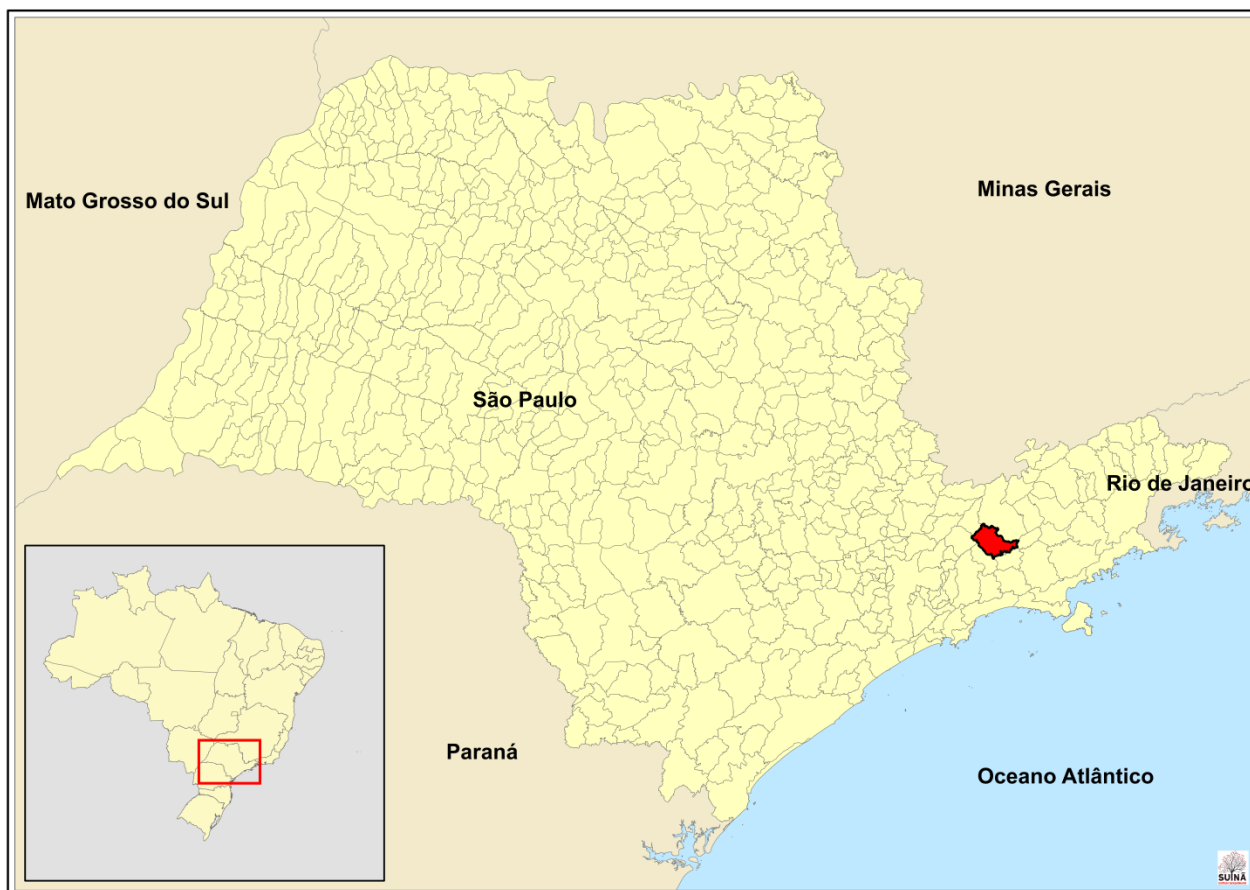 Mato Grosso do Sul
Minas Gerais
São Paulo
Rio de Janeiro
Paraná
Oceano Atlântico
SUINÃ